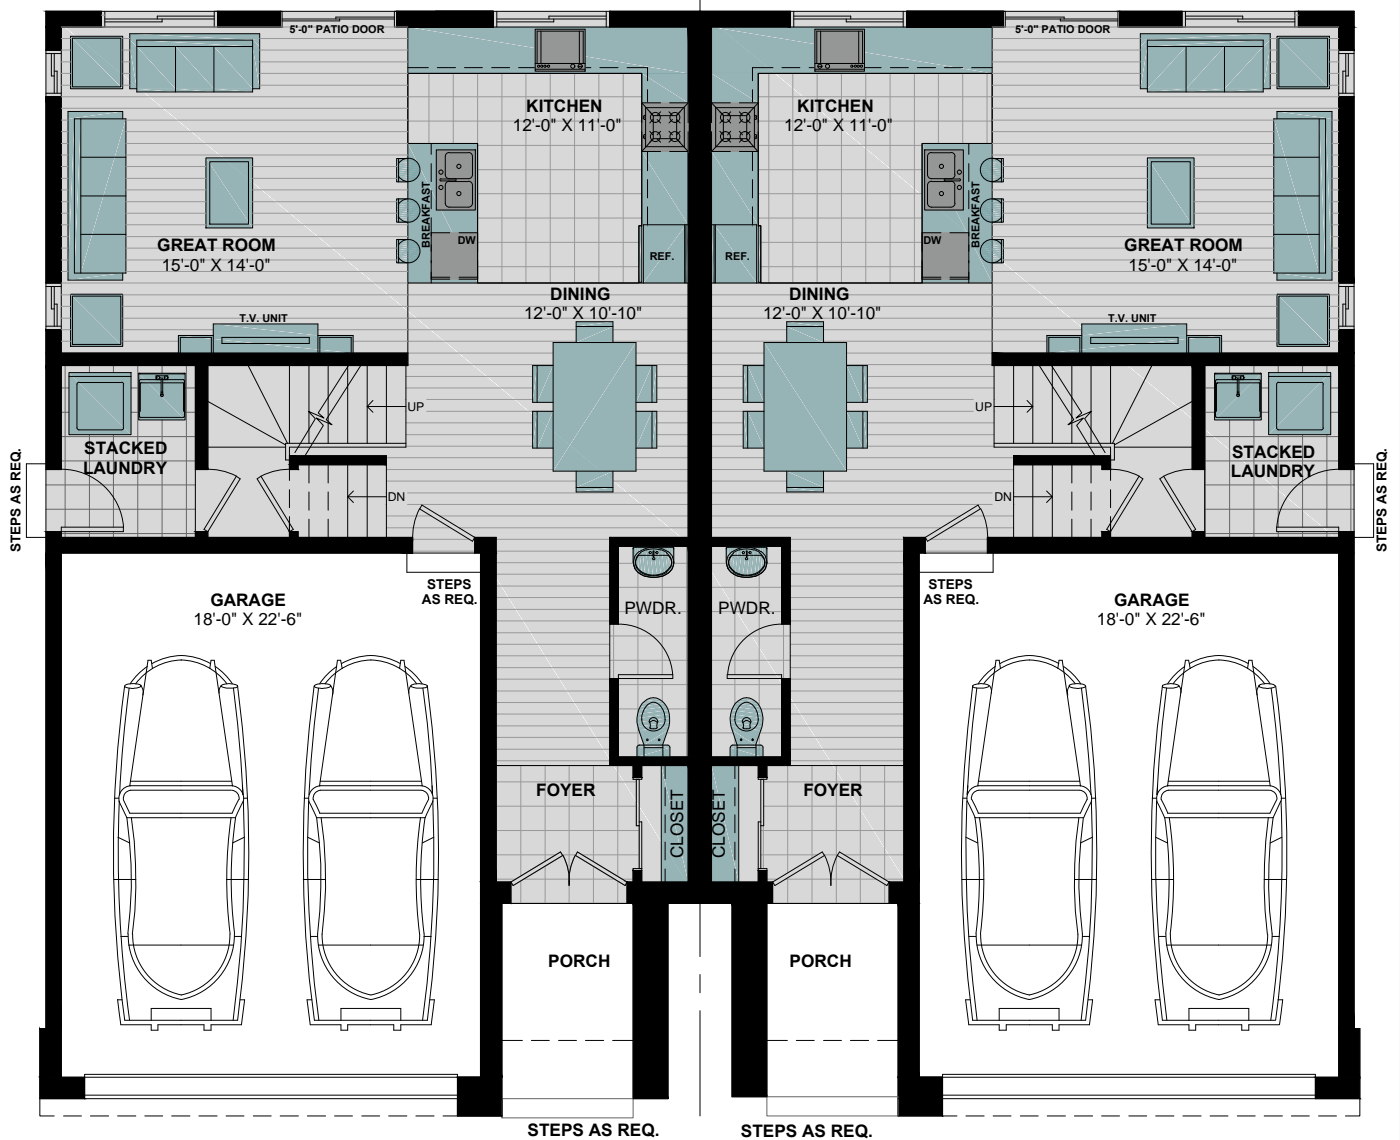 5'-0" PATIO DOOR
5'-0" PATIO DOOR
KITCHEN
12'-0" X 11'-0"
KITCHEN
12'-0" X 11'-0"
BREAKFAST
BREAKFAST
DW
DW
REF.
REF.
GREAT ROOM
15'-0" X 14'-0"
GREAT ROOM
15'-0" X 14'-0"
DINING
12'-0" X 10'-10"
DINING
12'-0" X 10'-10"
T.V. UNIT
T.V. UNIT
UP
UP
STACKED
LAUNDRY
STACKED
LAUNDRY
DN
DN
STEPS AS REQ.
STEPS AS REQ.
STEPS
AS REQ.
STEPS
AS REQ.
GARAGE
18'-0" X 22'-6"
PWDR.
PWDR.
GARAGE
18'-0" X 22'-6"
FOYER
FOYER
CLOSET
CLOSET
PORCH
PORCH
STEPS AS REQ.
STEPS AS REQ.